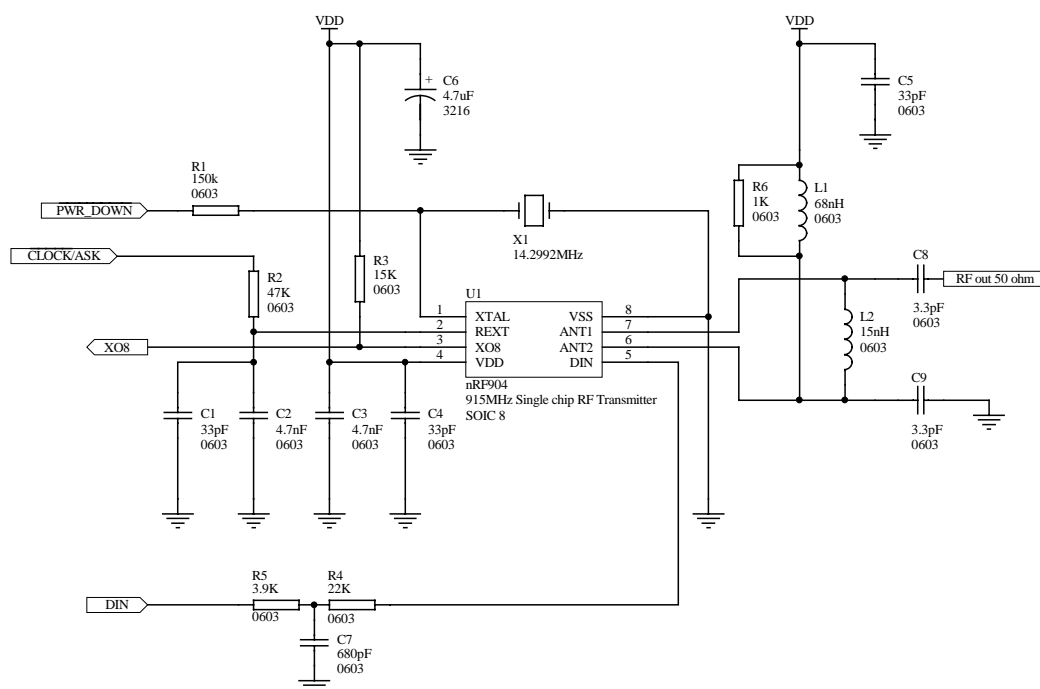 VDD
VDD
C6
4.7uF
3216
+
C5
33pF
0603
R1
150k
0603
PWR_DOWN
R6
1K
0603
L1
68nH
0603
X1
14.2992MHz
CLOCK/ASK
R2
47K
0603
R3
15K
0603
C8
3.3pF
0603
RF out 50 ohm
U1
1 XTAL VSS 8
2 REXT ANT1 7
3 XO8 ANT2 6
4 VDD DIN 5
nRF904
915MHz Single chip RF Transmitter
SOIC 8
XO8
L2
15nH
0603
C9
3.3pF
0603
C1
33pF
0603
C2
4.7nF
0603
C3
4.7nF
0603
C4
33pF
0603
DIN
R5
3.9K
0603
R4
22K
0603
C7
680pF
0603